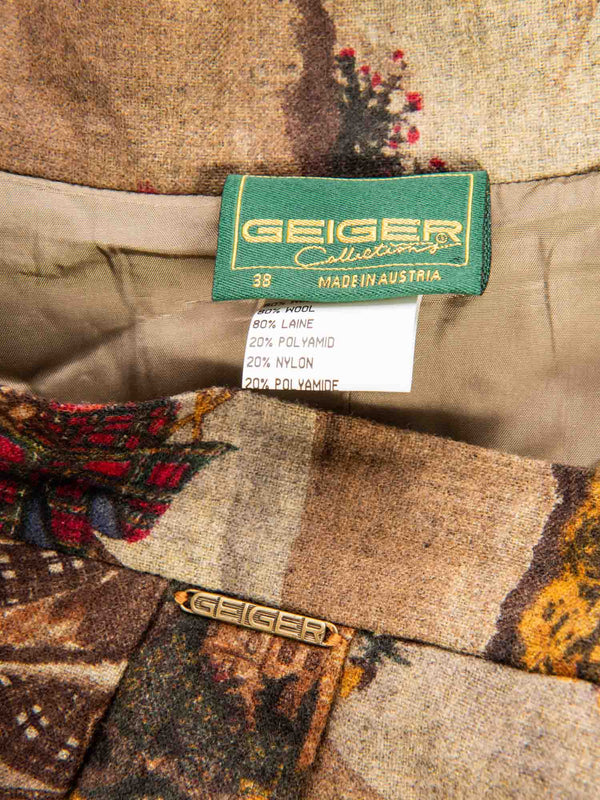 GEIGER
Collections
38 MADE IN AUSTRIA
80% WOOL
80% LAINE
20% POLYAMID
20% NYLON
20% POLYAMIDE
GEIGER